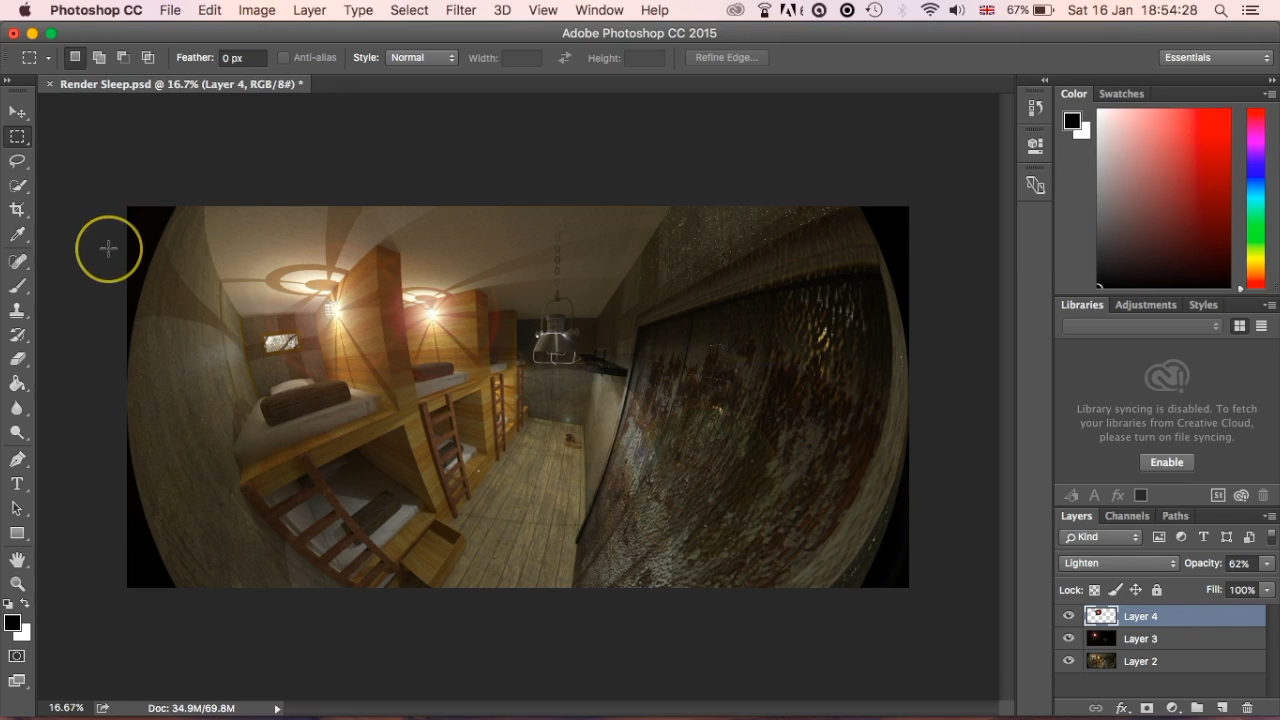 Photoshop CC File Edit Image Layer Type Select Filter 3D View Window Help 67% Sat 16 Jan 18:54:28
Adobe Photoshop CC 2015
Feather: 0 px Anti-alias Style: Normal Width: Height: Refine Edge... Essentials
× Render Sleep.psd @ 16.7% (Layer 4, RGB/8#) *
Color Swatches
Libraries Adjustments Styles
Library syncing is disabled. To fetch
your libraries from Creative Cloud,
please turn on file syncing.
Enable
St
Layers Channels Paths
Kind
Lighten Opacity: 62%
Lock: Fill: 100%
Layer 4
Layer 3
Layer 2
16.67% Doc: 34.9M/69.8M
fx